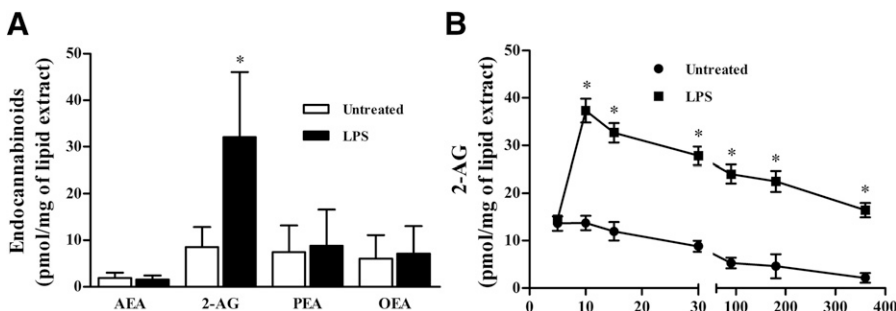 A
Endocannabinoids
(pmol/mg of lipid extract)
50
40
30
20
10
0
*
Untreated
LPS
AEA
2-AG
PEA
OEA
B
2-AG
(pmol/mg of lipid extract)
50
40
30
20
10
0
Untreated
LPS
* * * * * *
0 10 20 30 100 200 300 400